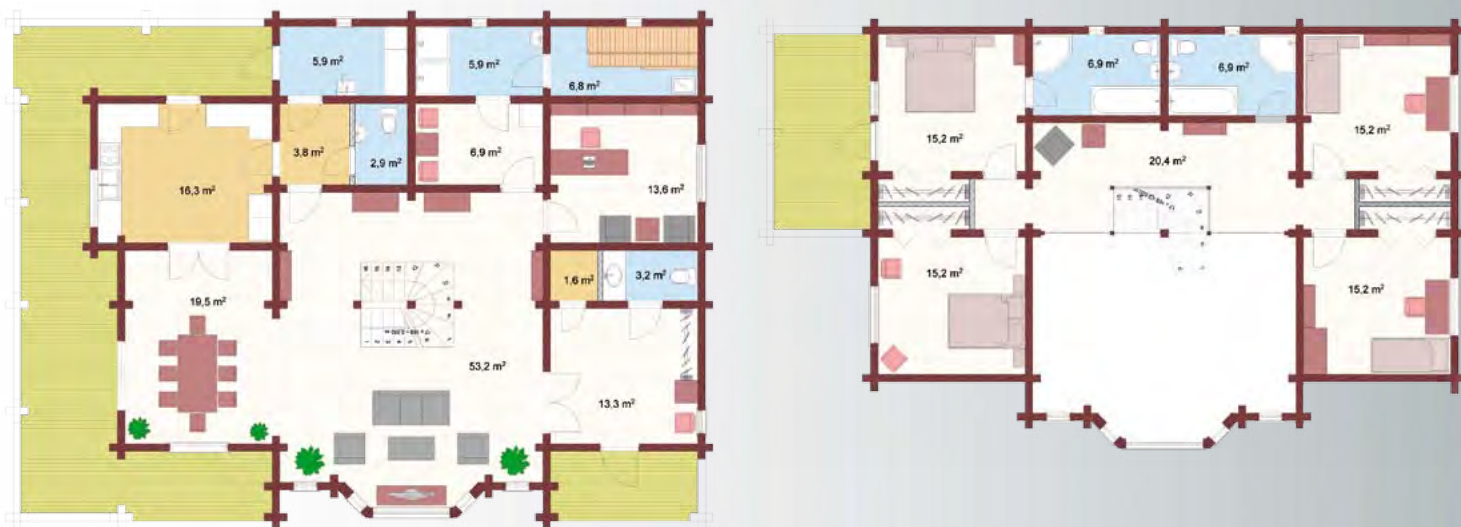 5,9 m²
5,9 m²
6,8 m²
3,8 m²
2,9 m²
6,9 m²
16,3 m²
13,6 m²
1,6 m²
3,2 m²
19,5 m²
53,2 m²
13,3 m²
6,9 m²
6,9 m²
15,2 m²
15,2 m²
20,4 m²
15,2 m²
15,2 m²